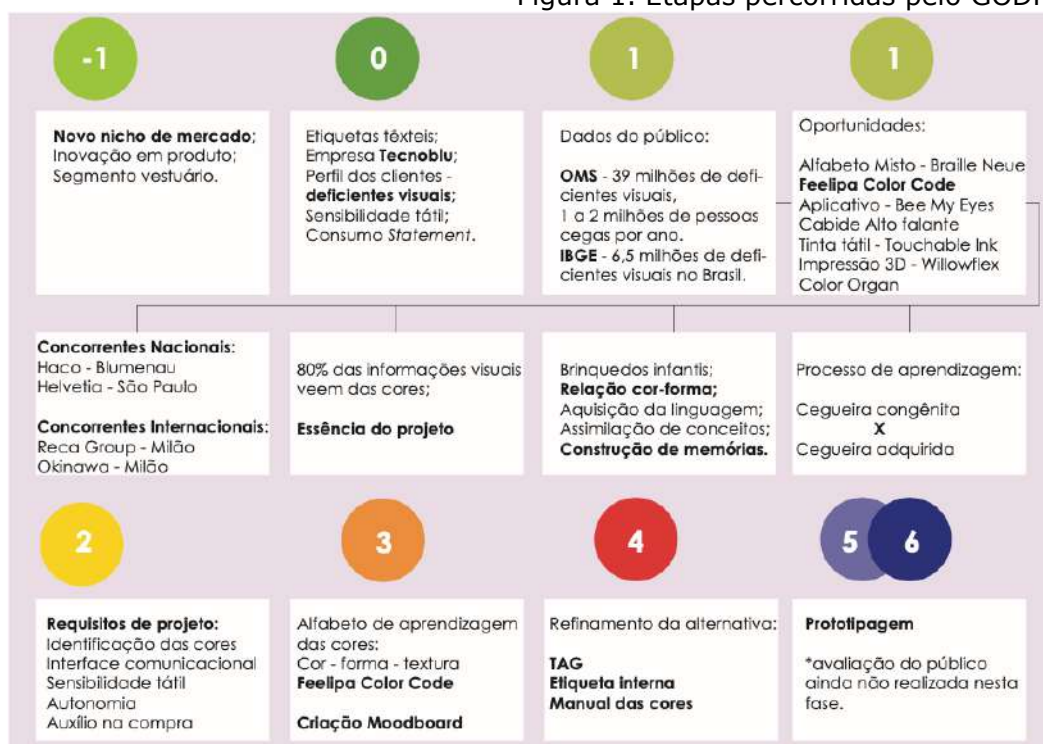 Figura 1: Etapas percorridas pelo GODP
-1
Novo nicho de mercado;
Inovação em produto;
Segmento vestuário.
0
Etiquetas têxteis;
Empresa Tecnoblu;
Perfil dos clientes -
deficientes visuais;
Sensibilidade tátil;
Consumo Statement.
1
Dados do público:
OMS - 39 milhões de defi-
cientes visuais,
1 a 2 milhões de pessoas
cegas por ano.
IBGE - 6,5 milhões de defi-
cientes visuais no Brasil.
1
Oportunidades:
Alfabeto Misto - Braille Neue
Feelipa Color Code
Aplicativo - Bee My Eyes
Cabide Alto falante
Tinta tátil - Touchable Ink
Impressão 3D - Willowflex
Color Organ
Concorrentes Nacionais:
Haco - Blumenau
Helvetia - São Paulo
Concorrentes Internacionais:
Reca Group - Milão
Okinawa - Milão
80% das informações visuais
veem das cores;
Essência do projeto
Brinquedos infantis;
Relação cor-forma;
Aquisição da linguagem;
Assimilação de conceitos;
Construção de memórias.
Processo de aprendizagem:
Cegueira congênita
X
Cegueira adquirida
2
Requisitos de projeto:
Identificação das cores
Interface comunicacional
Sensibilidade tátil
Autonomia
Auxílio na compra
3
Alfabeto de aprendizagem
das cores:
Cor - forma - textura
Feelipa Color Code
Criação Moodboard
4
Refinamento da alternativa:
TAG
Etiqueta interna
Manual das cores
5 6
Prototipagem
*avaliação do público
ainda não realizada nesta
fase.